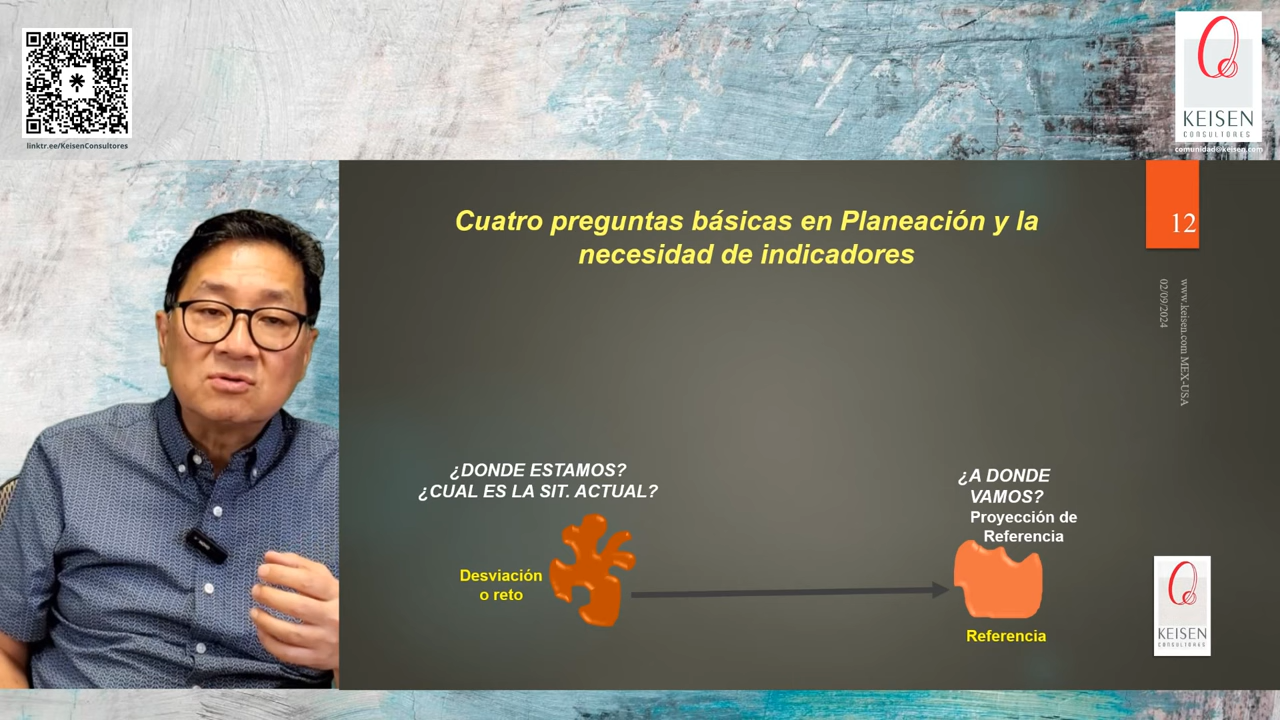 linktr.ee/KeisenConsultores
KEISEN
CONSULTORES
comunidad@keisen.com
Cuatro preguntas básicas en Planeación y la
necesidad de indicadores
12
www.keisen.com MEX-USA
02/09/2024
¿DONDE ESTAMOS?
¿CUAL ES LA SIT. ACTUAL?
¿A DONDE
VAMOS?
Proyección de
Referencia
Desviación
o reto
Referencia
KEISEN
CONSULTORES